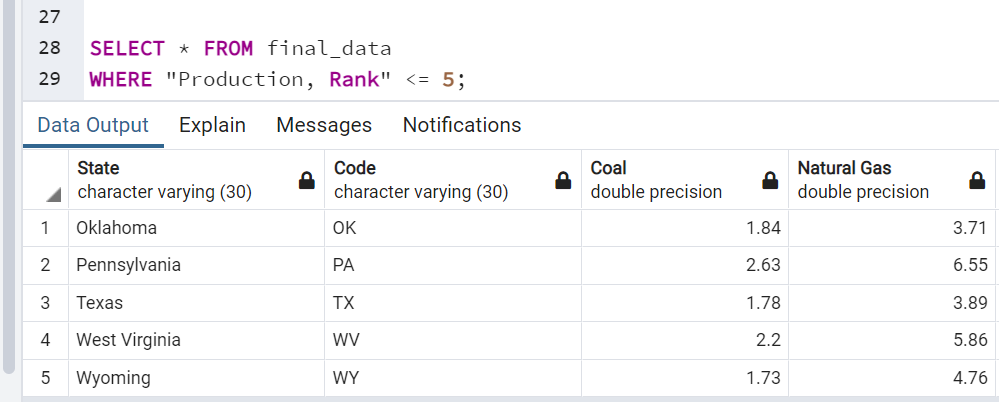 27
28 SELECT * FROM final_data
29 WHERE "Production, Rank" <= 5;
Data Output Explain Messages Notifications
State Code Coal Natural Gas
character varying (30) character varying (30) double precision double precision
1 Oklahoma OK 1.84 3.71
2 Pennsylvania PA 2.63 6.55
3 Texas TX 1.78 3.89
4 West Virginia WV 2.2 5.86
5 Wyoming WY 1.73 4.76